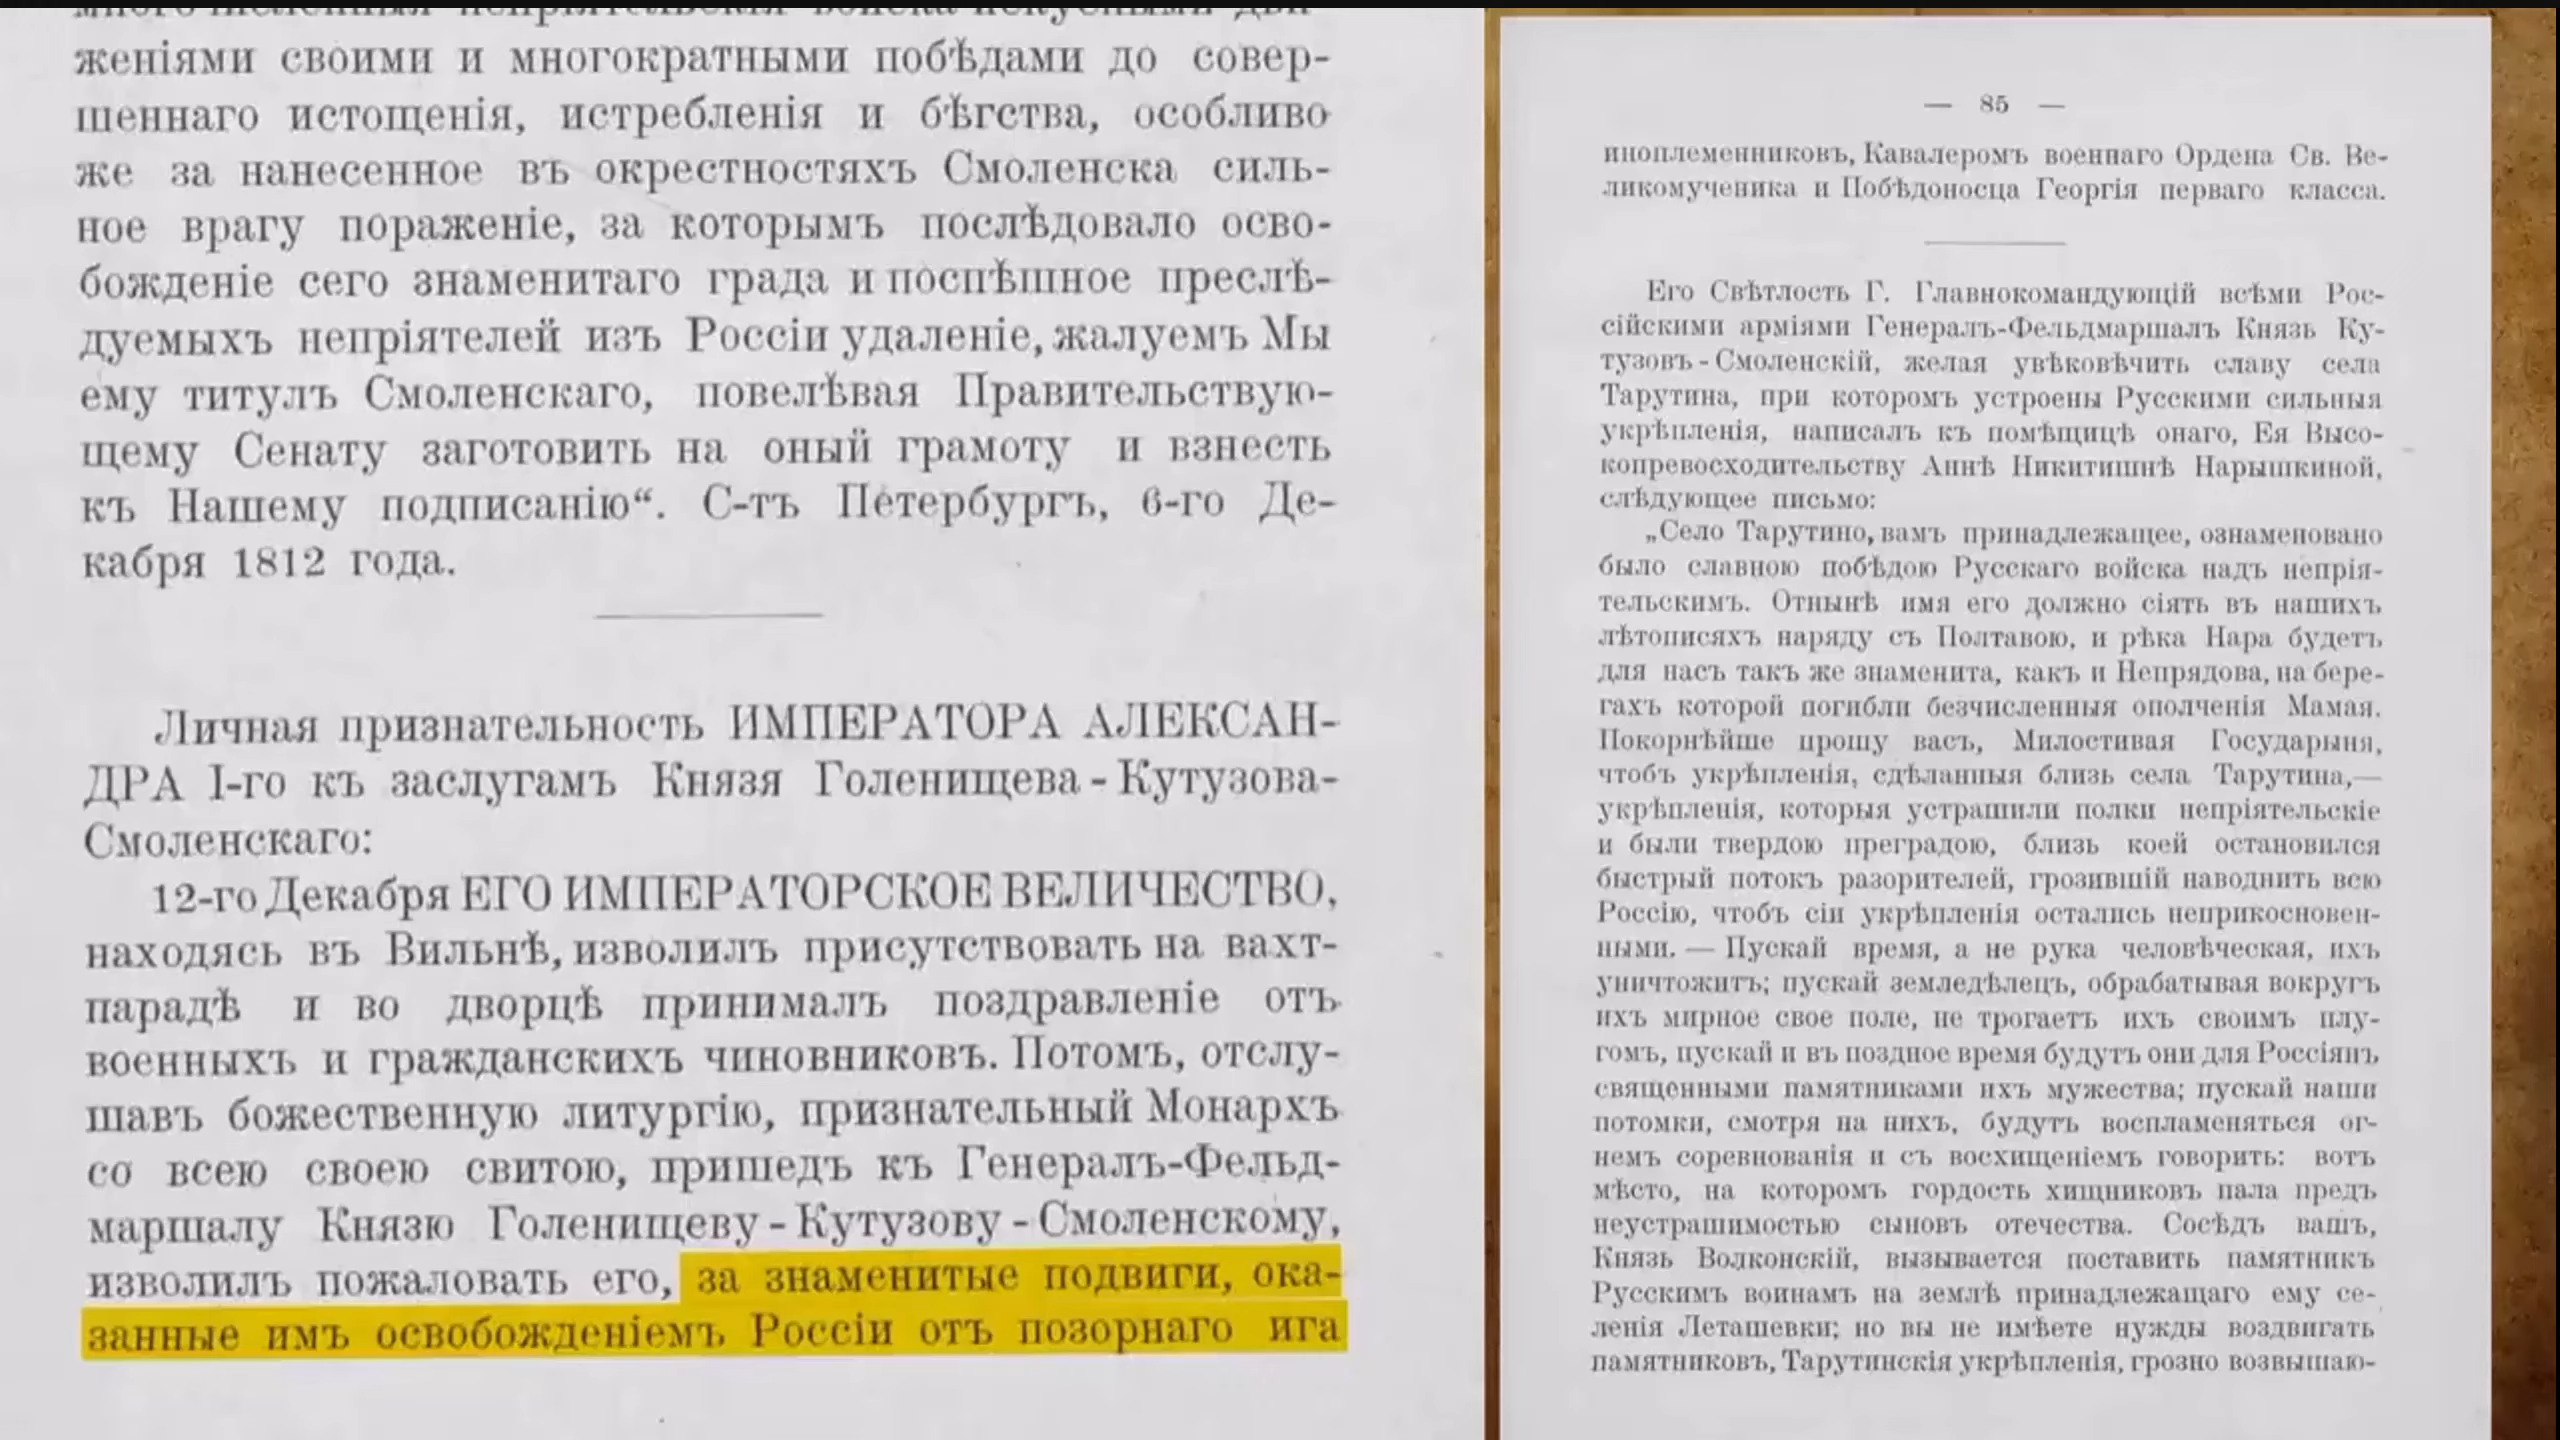 женіями своими и многократными побѣдами до совер-
шеннаго истощенія, истребленія и бѣгства, особливо
же за нанесенное въ окрестностяхъ Смоленска силь-
ное врагу пораженіе, за которымъ послѣдовало осво-
божденіе сего знаменитаго града и поспѣшное преслѣ-
дуемыхъ непріятелей изъ Россіи удаленіе, жалуемъ Мы
ему титулъ Смоленскаго, повелѣвая Правительствую-
щему Сенату заготовить на оный грамоту и взнесть
къ Нашему подписанію“. С-тъ Петербургъ, 6-го Де-
кабря 1812 года.
Личная признательность ИМПЕРАТОРА АЛЕКСАН-
ДРА I-го къ заслугамъ Князя Голенищева-Кутузова-
Смоленскаго:
12-го Декабря ЕГО ИМПЕРАТОРСКОЕ ВЕЛИЧЕСТВО,
находясь въ Вильнѣ, изволилъ присутствовать на вахт-
парадѣ и во дворцѣ принималъ поздравленіе отъ
военныхъ и гражданскихъ чиновниковъ. Потомъ, отслу-
шавъ божественную литургію, признательный Монархъ
со всею своею свитою, пришедъ къ Генералъ-Фельд-
маршалу Князю Голенищеву-Кутузову-Смоленскому,
изволилъ пожаловать его, за знаменитые подвиги, ока-
занные имъ освобожденіемъ Россіи отъ позорнаго ига
— 85 —
иноплеменниковъ, Кавалеромъ военнаго Ордена Св. Ве-
ликомученика и Побѣдоносца Георгія перваго класса.
Его Свѣтлость Г. Главнокомандующій всѣми Рос-
сійскими арміями Генералъ-Фельдмаршалъ Князь Ку-
тузовъ-Смоленскій, желая увѣковѣчить славу села
Тарутина, при которомъ устроены Русскими сильныя
укрѣпленія, написалъ къ помѣщицѣ онаго, Ея Высо-
копревосходительству Аннѣ Никитишнѣ Нарышкиной,
слѣдующее письмо:
„Село Тарутино, вамъ принадлежащее, ознаменовано
было славною побѣдою Русскаго войска надъ непрія-
тельскимъ. Отнынѣ имя его должно сіять въ нашихъ
лѣтописяхъ наряду съ Полтавою, и рѣка Нара будетъ
для насъ такъ же знаменита, какъ и Непрядова, на бере-
гахъ которой погибли безчисленныя ополченія Мамая.
Покорнѣйше прошу васъ, Милостивая Государыня,
чтобъ укрѣпленія, сдѣланныя близь села Тарутина,—
укрѣпленія, которыя устрашили полки непріятельскіе
и были твердою преградою, близь коей остановился
быстрый потокъ разорителей, грозившій наводнить всю
Россію, чтобъ сіи укрѣпленія остались неприкосновен-
ными. — Пускай время, а не рука человѣческая, ихъ
уничтожитъ; пускай земледѣлецъ, обрабатывая вокругъ
ихъ мирное свое поле, не трогаетъ ихъ своимъ плу-
гомъ, пускай и въ поздное время будутъ они для Россіянъ
священными памятниками ихъ мужества; пускай наши
потомки, смотря на нихъ, будутъ воспламеняться ог-
немъ соревнованія и съ восхищеніемъ говорить: вотъ
мѣсто, на которомъ гордость хищниковъ пала предъ
неустрашимостью сыновъ отечества. Сосѣдъ вашъ,
Князь Волконскій, вызывается поставить памятникъ
Русскимъ воинамъ на землѣ принадлежащаго ему се-
ленія Леташевки; но вы не имѣете нужды воздвигать
памятниковъ, Тарутинскія укрѣпленія, грозно возвышаю-